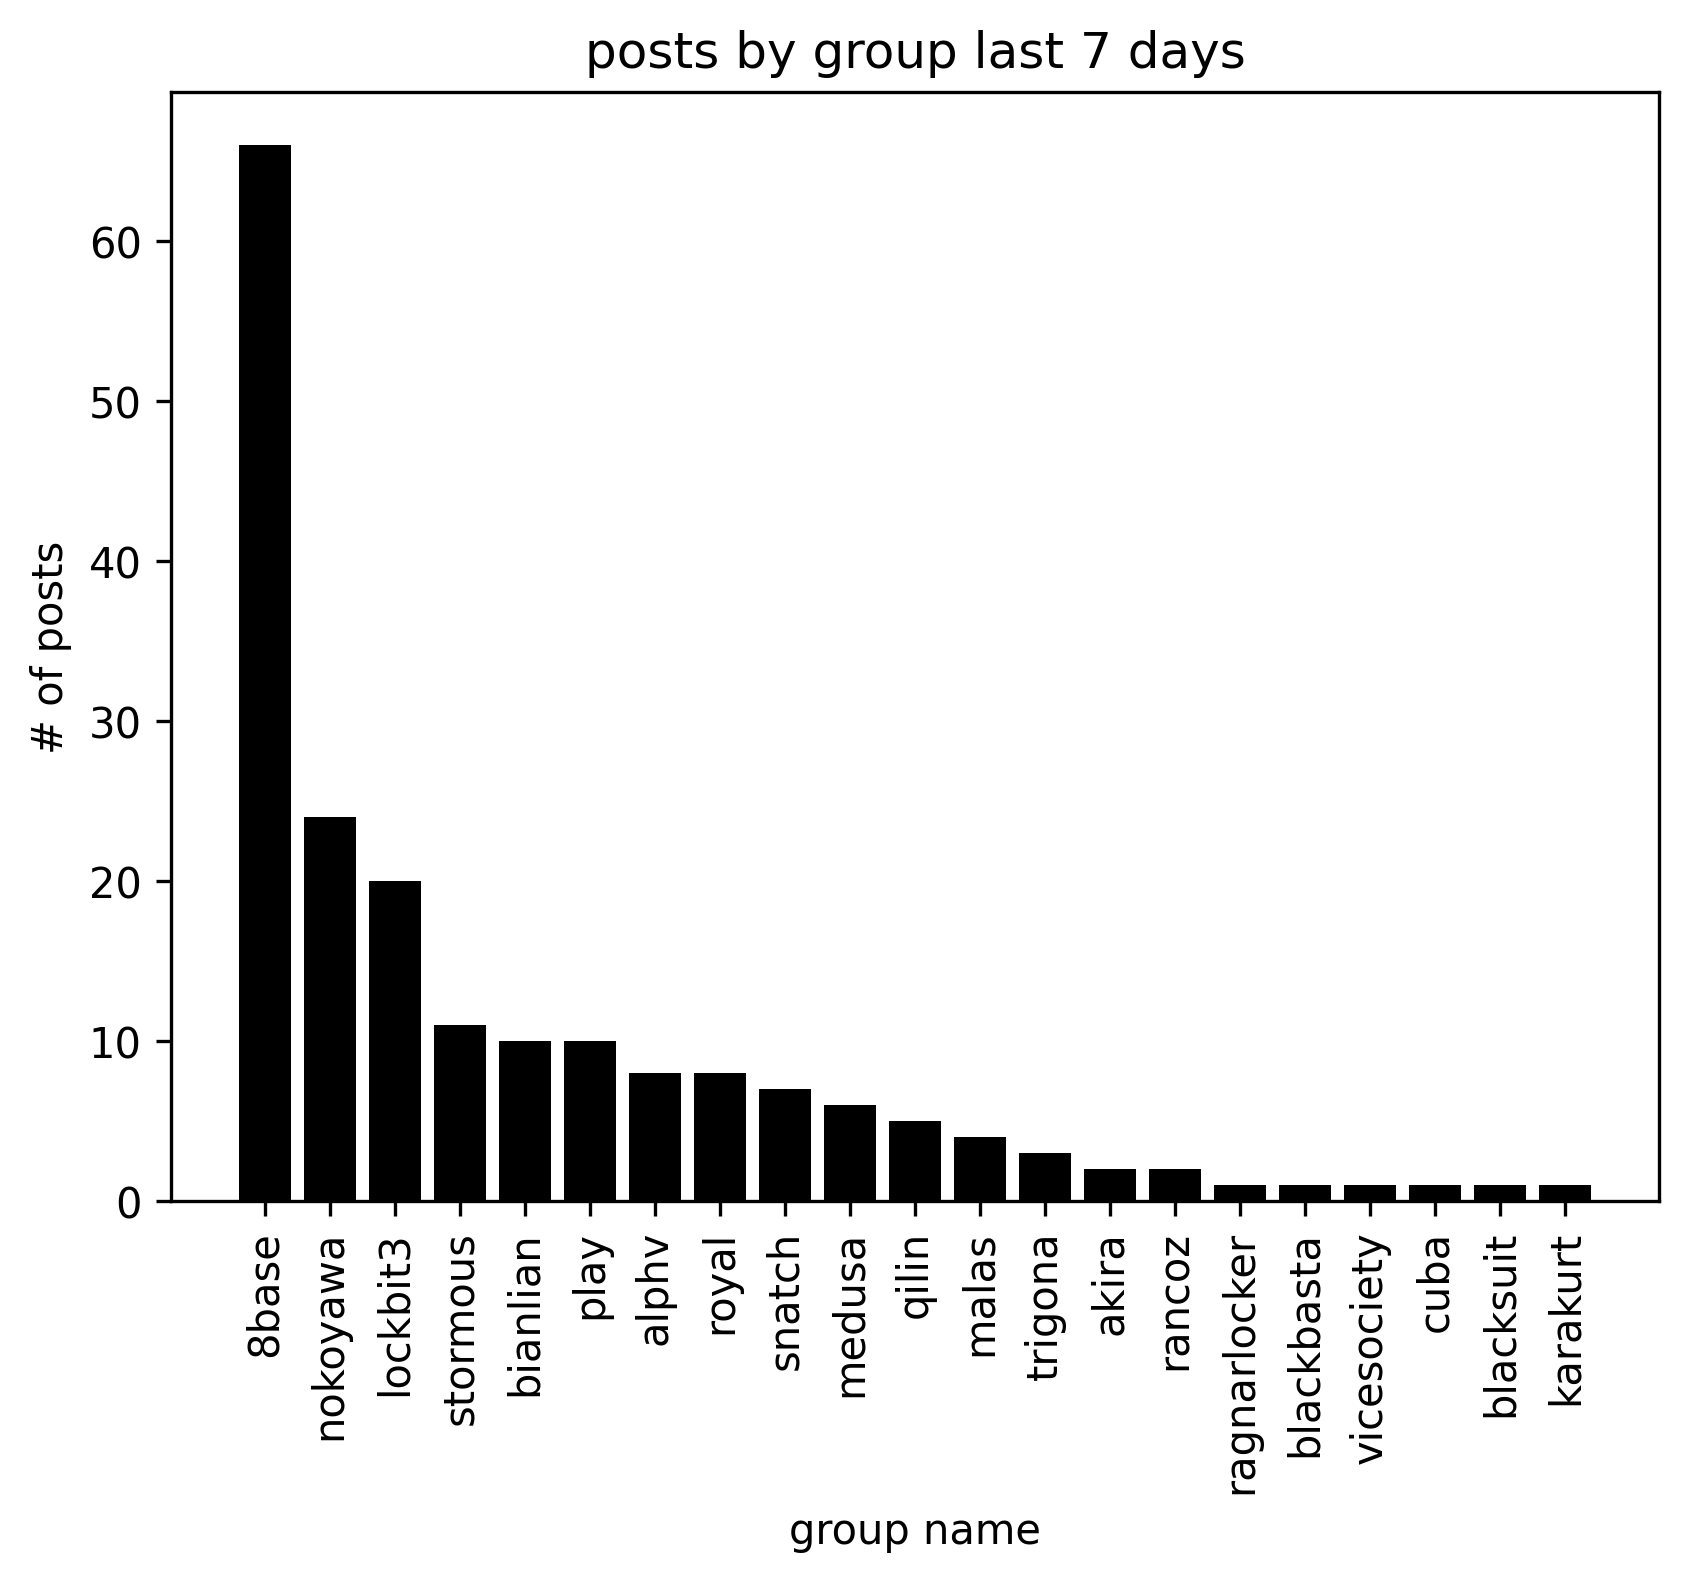 posts by group last 7 days
# of posts
60
50
40
30
20
10
0
8base
nokoyawa
lockbit3
stormous
bianlian
play
alphv
royal
snatch
medusa
qilin
malas
trigona
akira
rancoz
ragnarlocker
blackbasta
vicesociety
cuba
blacksuit
karakurt
group name